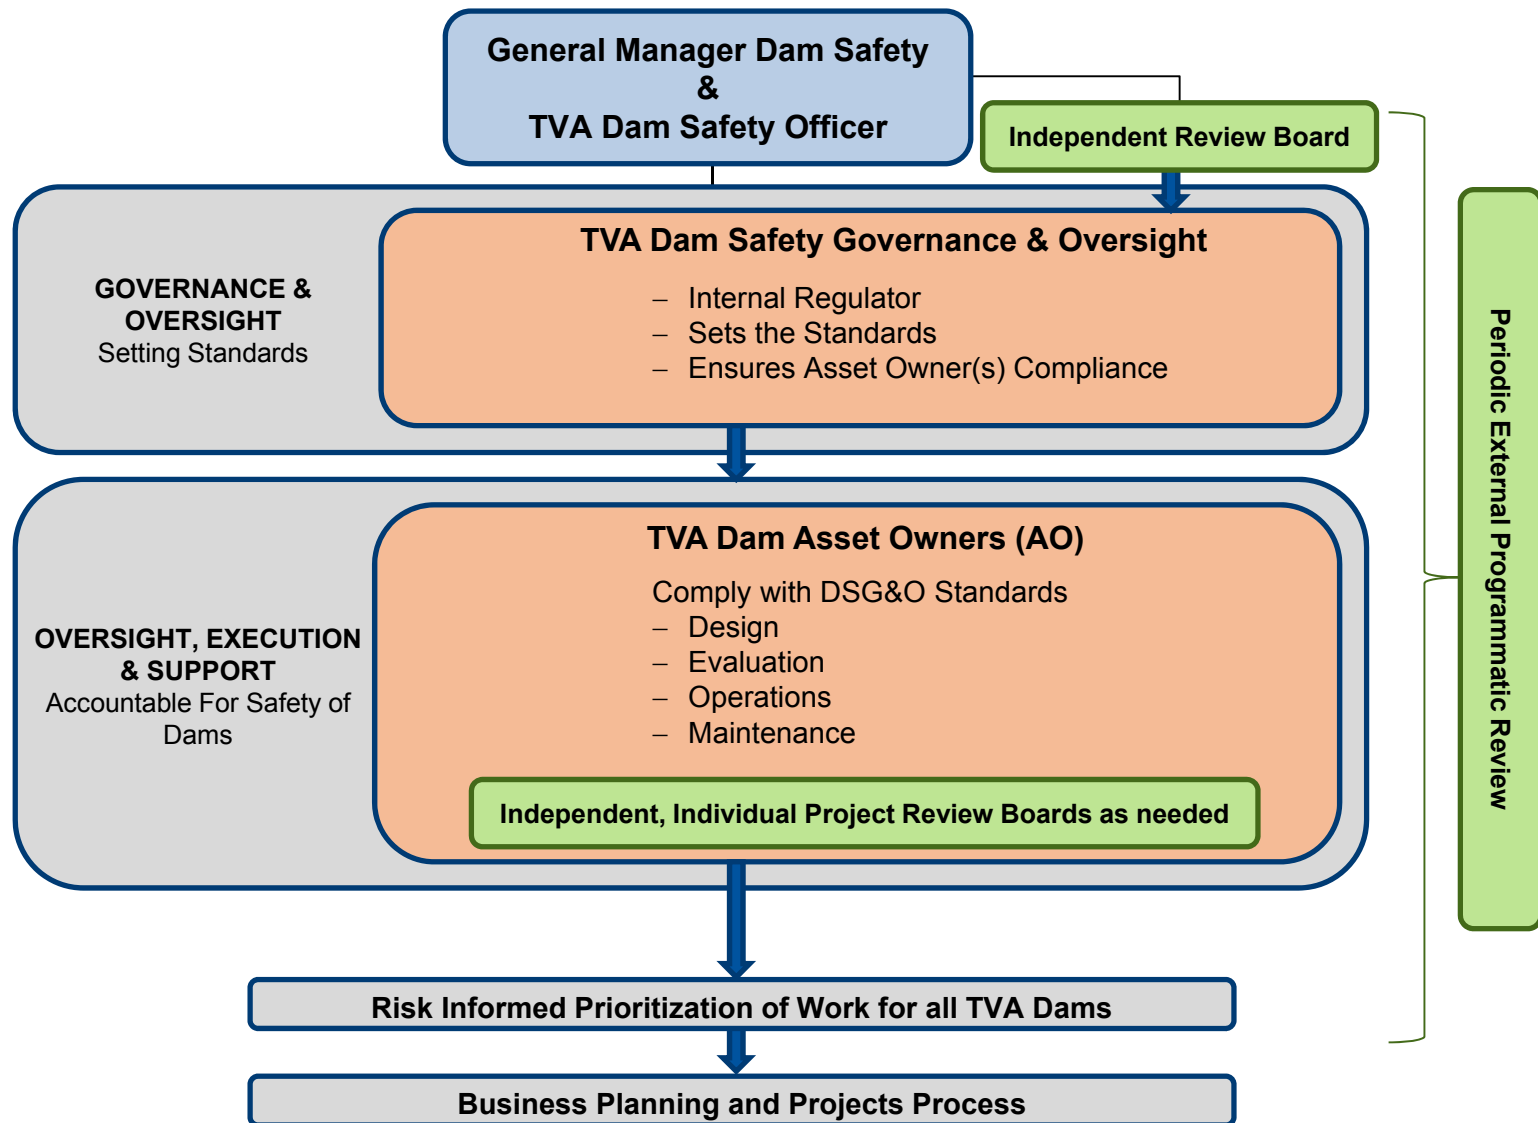 General Manager Dam Safety
&
TVA Dam Safety Officer
Independent Review Board
GOVERNANCE &
OVERSIGHT
Setting Standards
TVA Dam Safety Governance & Oversight
– Internal Regulator
– Sets the Standards
– Ensures Asset Owner(s) Compliance
OVERSIGHT, EXECUTION
& SUPPORT
Accountable For Safety of
Dams
TVA Dam Asset Owners (AO)
Comply with DSG&O Standards
– Design
– Evaluation
– Operations
– Maintenance
Independent, Individual Project Review Boards as needed
Risk Informed Prioritization of Work for all TVA Dams
Business Planning and Projects Process
Periodic External Programmatic Review